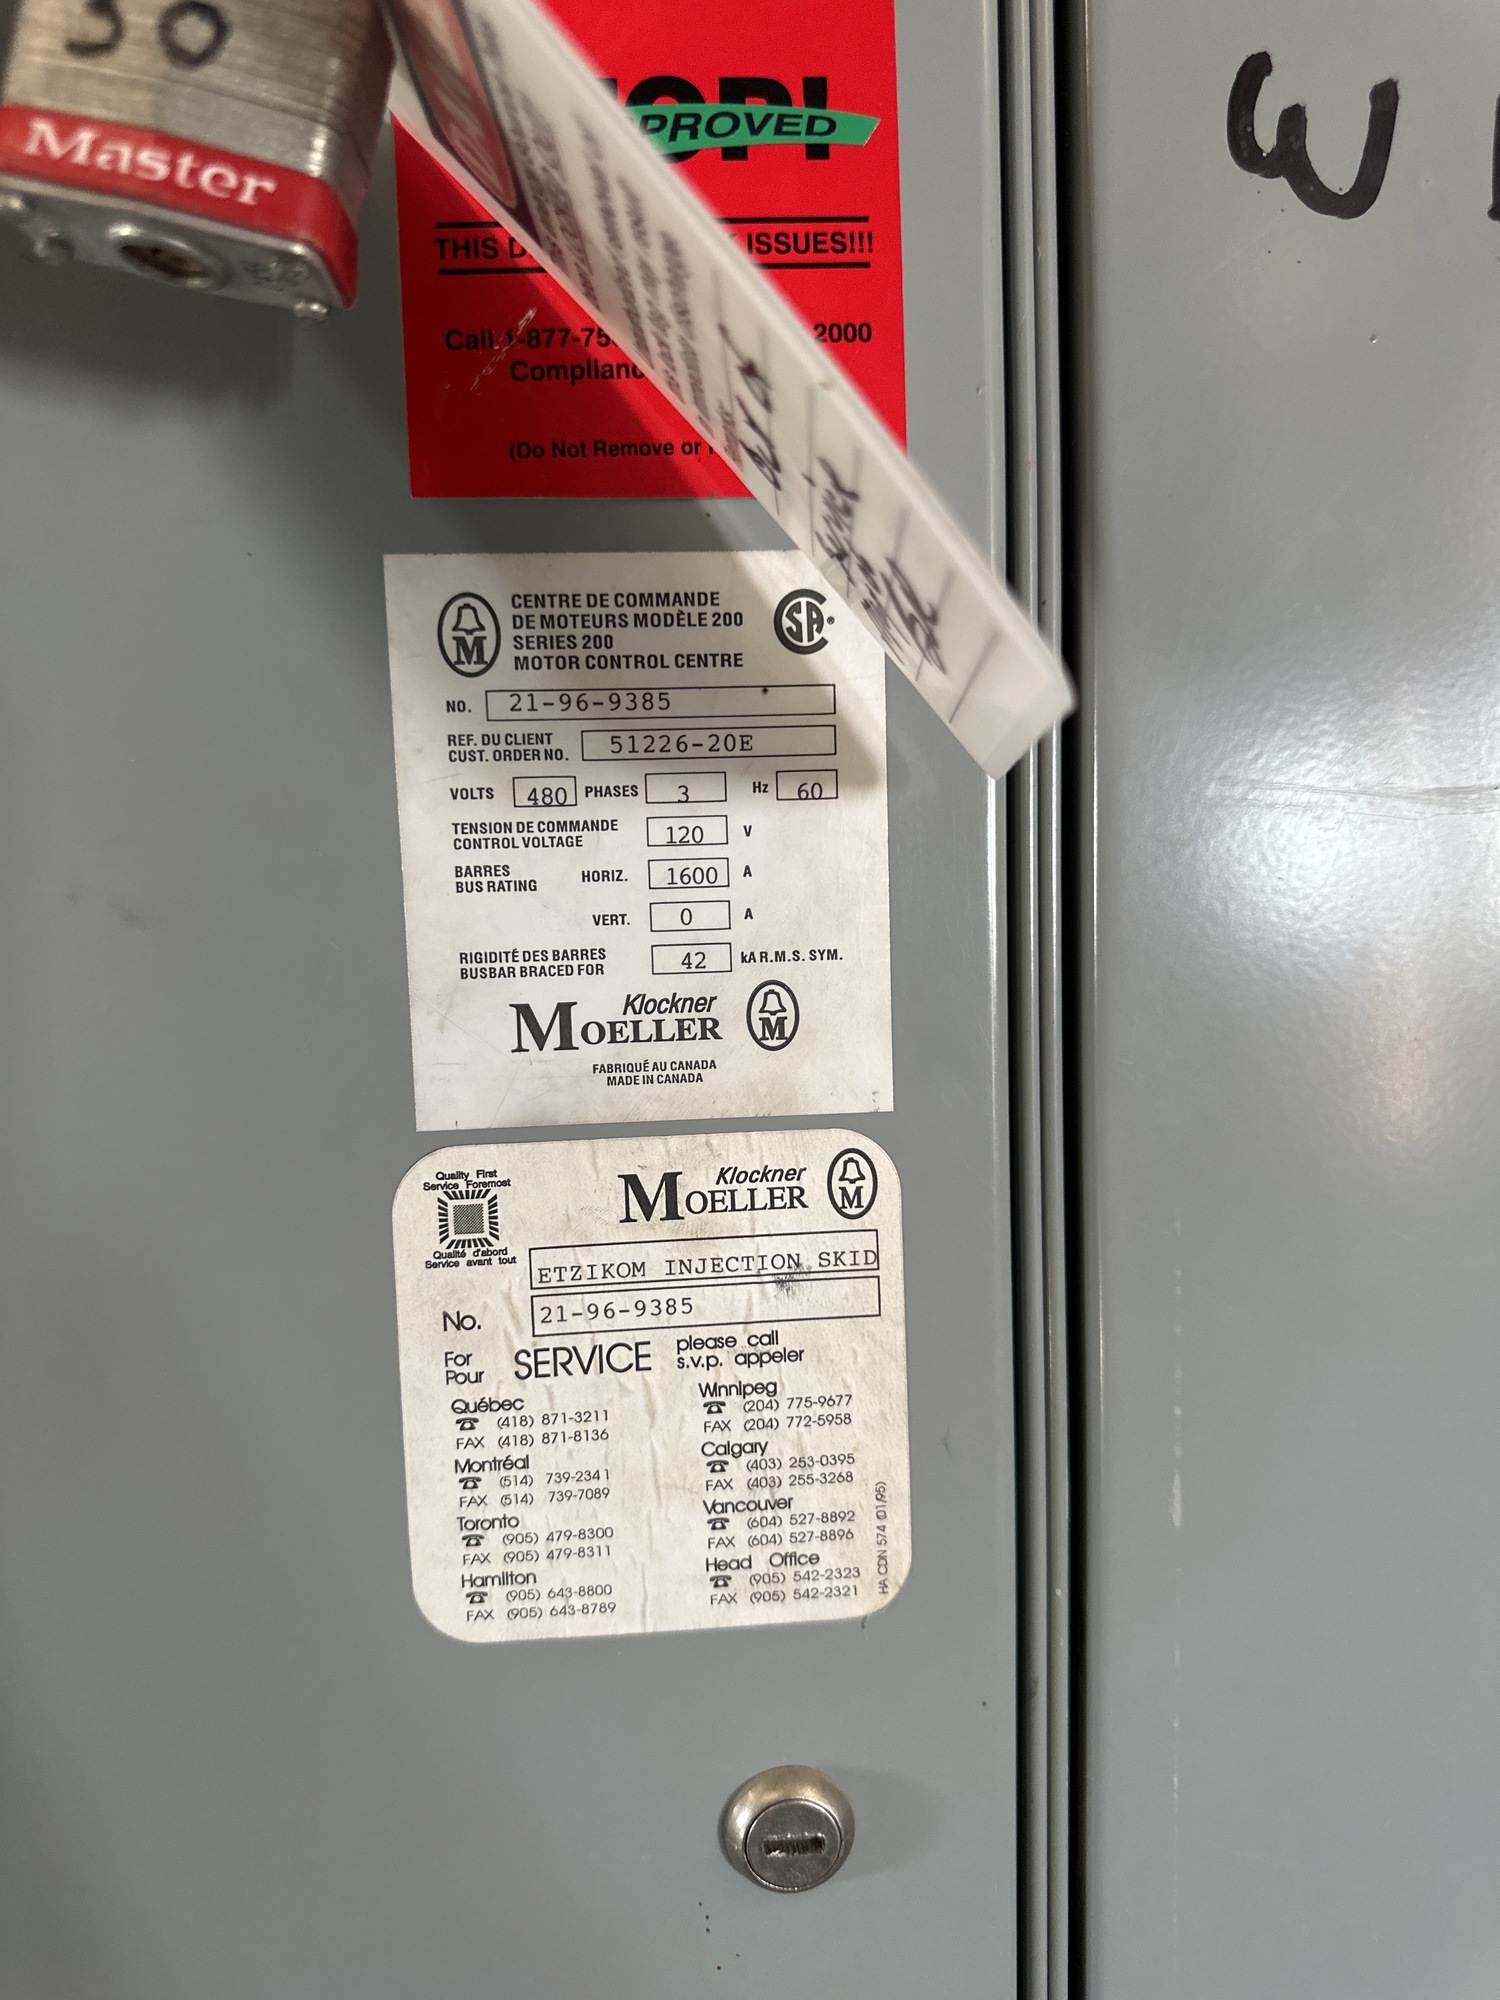 30
Master
PROVED
THIS D
ISSUES!!!
Call 1-877-75
2000
(Do Not Remove or
W
CENTRE DE COMMANDE
DE MOTEURS MODÈLE 200
SERIES 200
MOTOR CONTROL CENTRE
SA
M
NO. 21-96-9385
REF. DU CLIENT
CUST. ORDER NO. 51226-20E
VOLTS 480 PHASES 3 Hz 60
TENSION DE COMMANDE
CONTROL VOLTAGE 120 V
BARRES
BUS RATING HORIZ. 1600 A
VERT. 0 A
RIGIDITÉ DES BARRES
BUSBAR BRACED FOR 42 kA R.M.S. SYM.
Klockner
MOELLER M
FABRIQUÉ AU CANADA
MADE IN CANADA
Quality First
Service Foremost
Qualité d'abord
Service avant tout
Klockner
MOELLER M
ETZIKOM INJECTION SKID
No. 21-96-9385
For
Pour
SERVICE
please call
s.v.p. appeler
Québec
☎ (418) 871-3211
FAX (418) 871-8136
Montréal
☎ (514) 739-2341
FAX (514) 739-7089
Toronto
☎ (905) 479-8300
FAX (905) 479-8311
Hamilton
☎ (905) 643-8800
FAX (905) 643-8789
Winnipeg
☎ (204) 775-9677
FAX (204) 772-5958
Calgary
☎ (403) 253-0395
FAX (403) 255-3268
Vancouver
☎ (604) 527-8892
FAX (604) 527-8896
Head Office
☎ (905) 542-2323
FAX (905) 542-2321
HA CDN 574 (01/95)